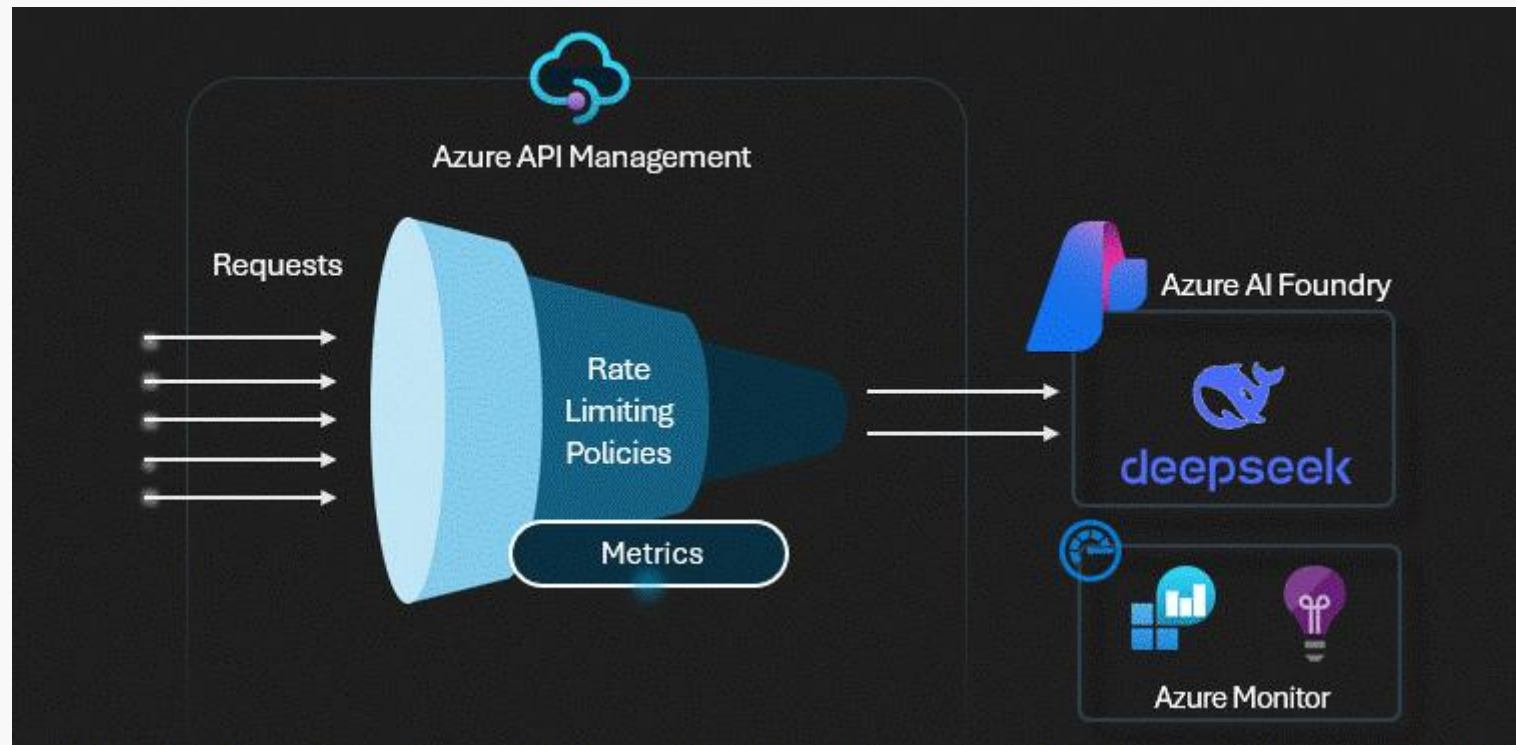 Azure API Management
Requests
Rate
Limiting
Policies
Metrics
Azure AI Foundry
deepseek
Azure Monitor